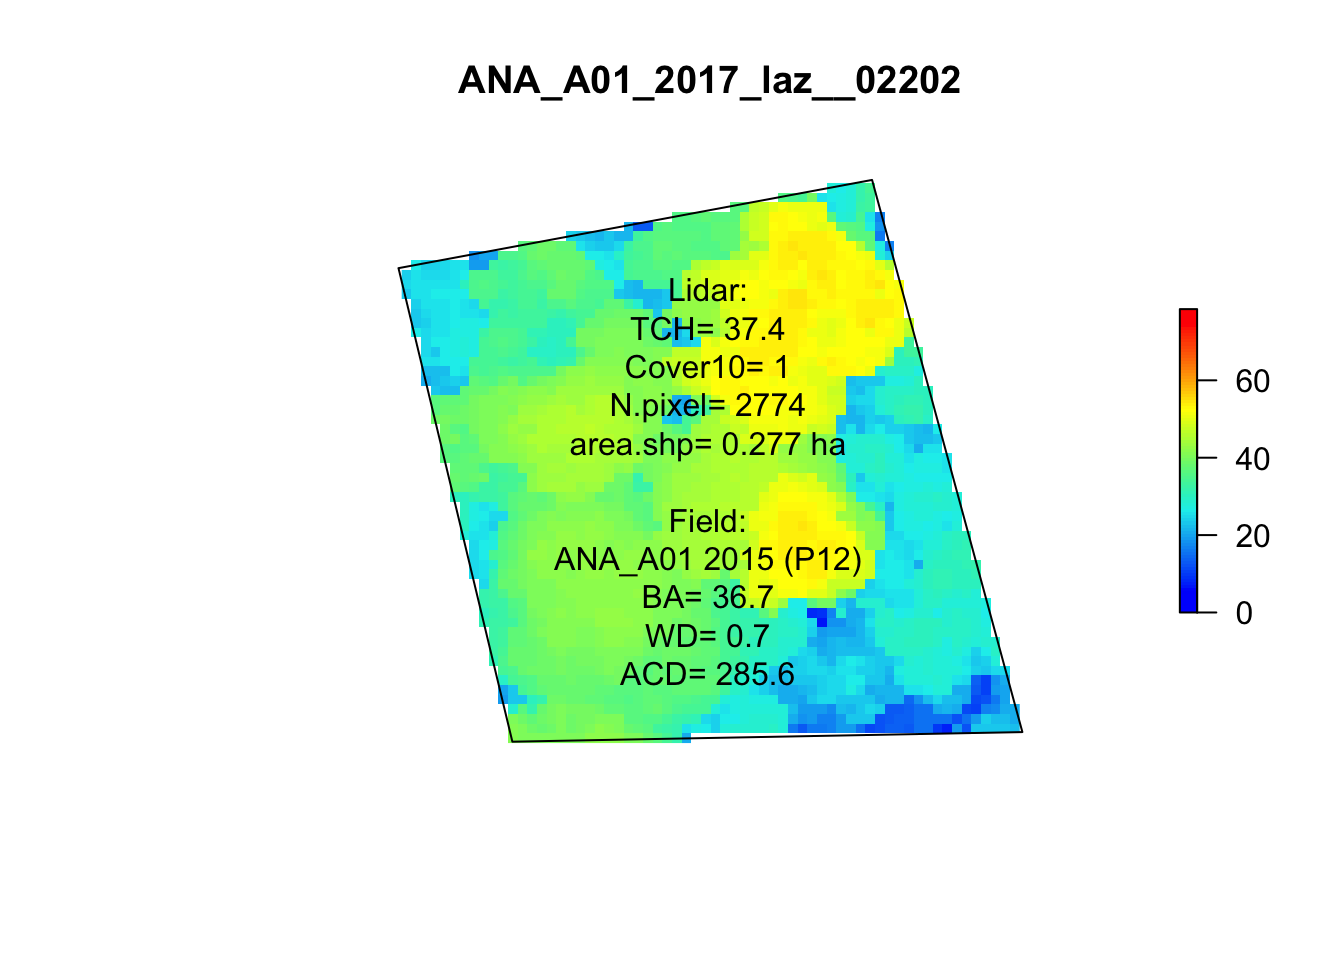 ANA_A01_2017_laz__02202
Lidar:
TCH= 37.4
Cover10= 1
N.pixel= 2774
area.shp= 0.277 ha
Field:
ANA_A01 2015 (P12)
BA= 36.7
WD= 0.7
ACD= 285.6
60
40
20
0